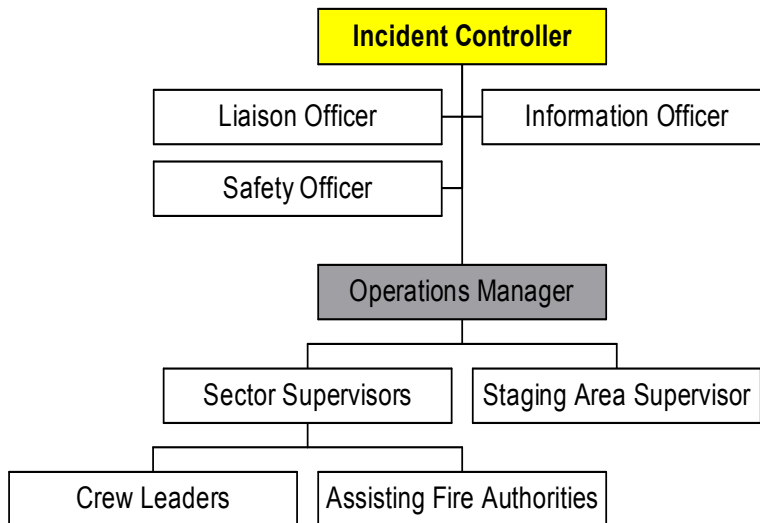 Incident Controller
Liaison Officer
Information Officer
Safety Officer
Operations Manager
Sector Supervisors
Staging Area Supervisor
Crew Leaders
Assisting Fire Authorities